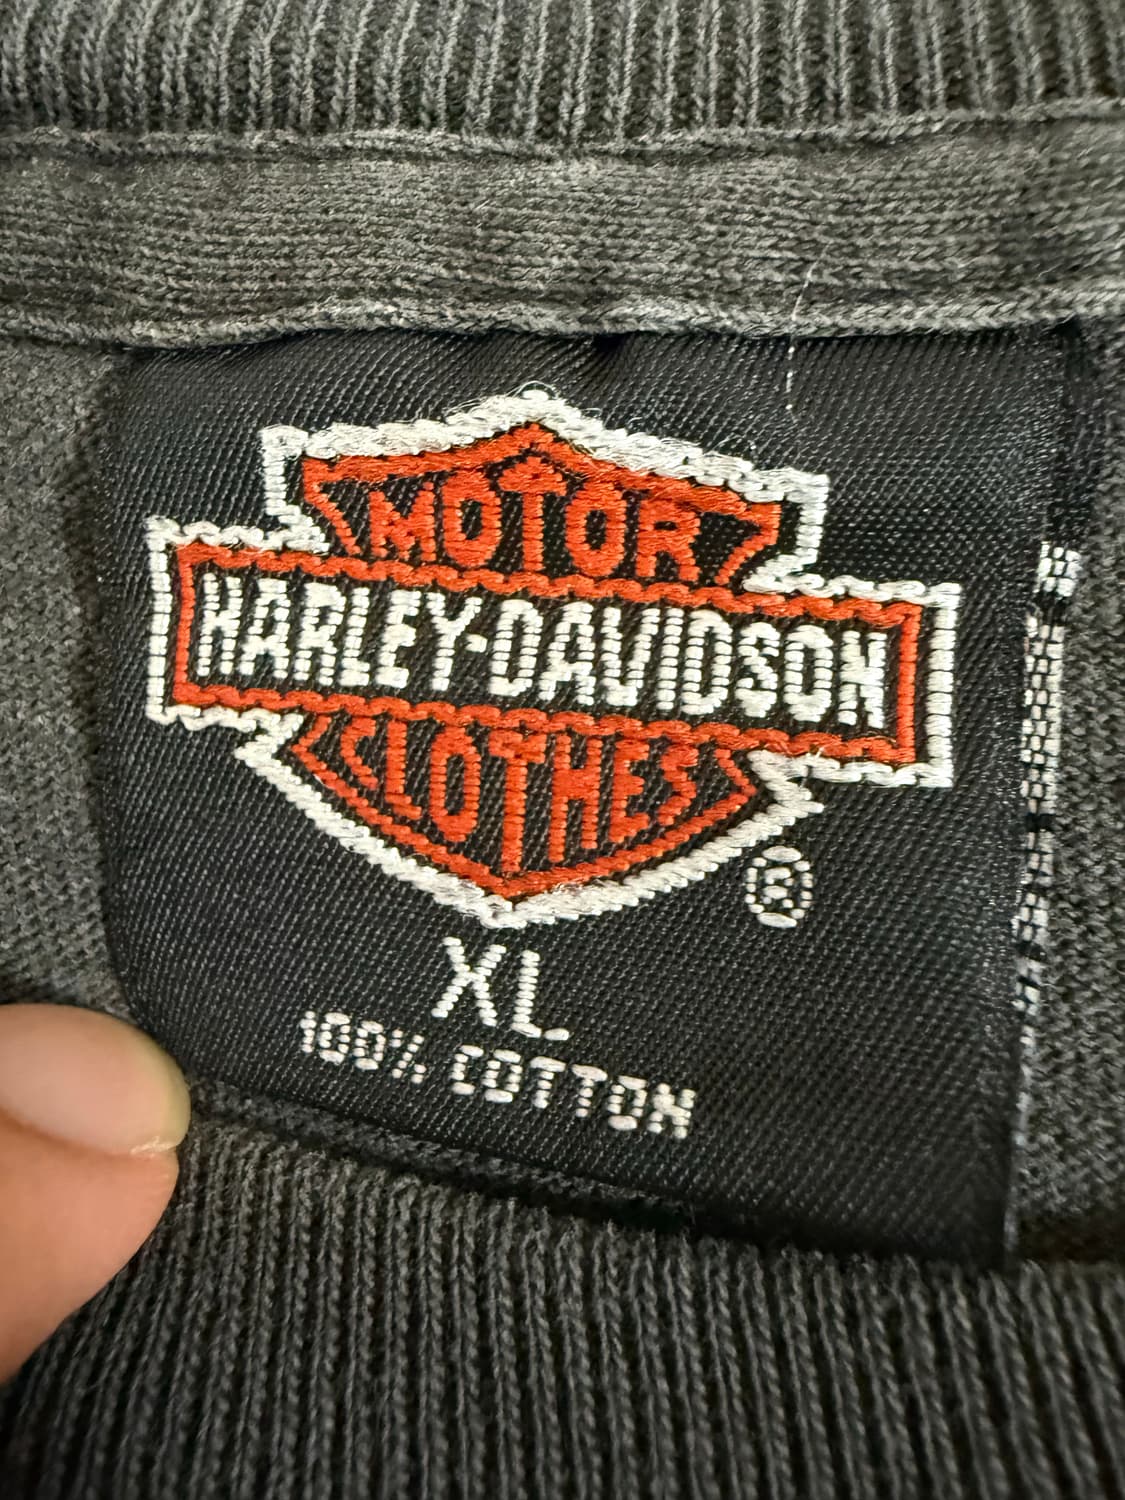 MOTOR
HARLEY-DAVIDSON
CLOTHES
®
XL
100% COTTON